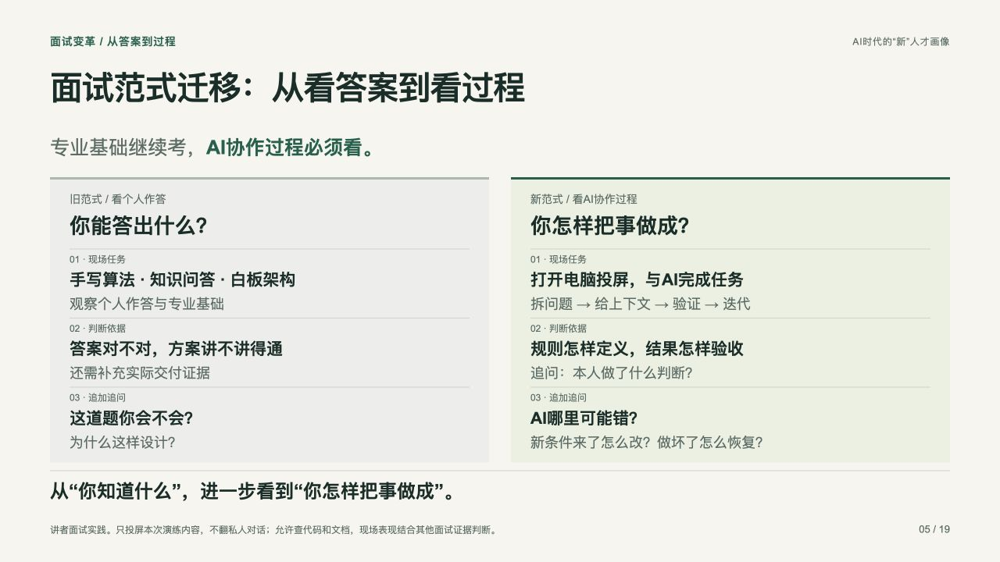 面试变革 / 从答案到过程
AI时代的“新”人才画像
面试范式迁移：从看答案到看过程
专业基础继续考，AI协作过程必须看。
旧范式 / 看个人作答
你能答出什么？
01 · 现场任务
手写算法 · 知识问答 · 白板架构
观察个人作答与专业基础
02 · 判断依据
答案对不对，方案讲不讲得通
还需补充实际交付证据
03 · 追加追问
这道题你会不会？
为什么这样设计？
新范式 / 看AI协作过程
你怎样把事做成？
01 · 现场任务
打开电脑投屏，与AI完成任务
拆问题 → 给上下文 → 验证 → 迭代
02 · 判断依据
规则怎样定义，结果怎样验收
追问：本人做了什么判断？
03 · 追加追问
AI哪里可能错？
新条件来了怎么改？做坏了怎么恢复？
从“你知道什么”，进一步看到“你怎样把事做成”。
讲者面试实践。只投屏本次演练内容，不翻私人对话；允许查代码和文档，现场表现结合其他面试证据判断。
05 / 19